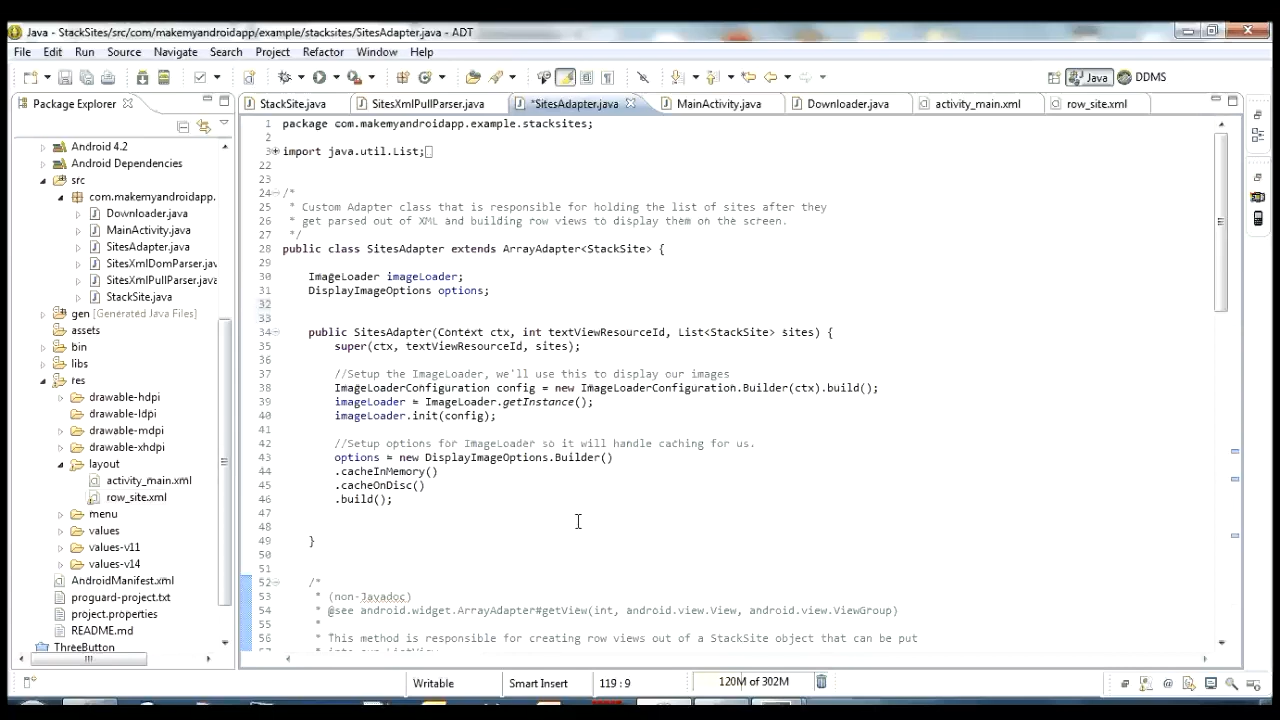 Java - StackSites/src/com/makemyandroidapp/example/stacksites/SitesAdapter.java - ADT
File Edit Run Source Navigate Search Project Refactor Window Help
Java DDMS
Package Explorer
StackSite.java SitesXmlPullParser.java *SitesAdapter.java MainActivity.java Downloader.java activity_main.xml row_site.xml
Android 4.2
Android Dependencies
src
com.makemyandroidapp.
Downloader.java
MainActivity.java
SitesAdapter.java
SitesXmlDomParser.jav
SitesXmlPullParser.java
StackSite.java
gen [Generated Java Files]
assets
bin
libs
res
drawable-hdpi
drawable-ldpi
drawable-mdpi
drawable-xhdpi
layout
activity_main.xml
row_site.xml
menu
values
values-v11
values-v14
AndroidManifest.xml
proguard-project.txt
project.properties
README.md
ThreeButton
1 package com.makemyandroidapp.example.stacksites;
2
3 import java.util.List;
22
23
24 /*
25 * Custom Adapter class that is responsible for holding the list of sites after they
26 * get parsed out of XML and building row views to display them on the screen.
27 */
28 public class SitesAdapter extends ArrayAdapter<StackSite> {
29
30 ImageLoader imageLoader;
31 DisplayImageOptions options;
32
33
34 public SitesAdapter(Context ctx, int textViewResourceId, List<StackSite> sites) {
35 super(ctx, textViewResourceId, sites);
36
37 //Setup the ImageLoader, we'll use this to display our images
38 ImageLoaderConfiguration config = new ImageLoaderConfiguration.Builder(ctx).build();
39 imageLoader = ImageLoader.getInstance();
40 imageLoader.init(config);
41
42 //Setup options for ImageLoader so it will handle caching for us.
43 options = new DisplayImageOptions.Builder()
44 .cacheInMemory()
45 .cacheOnDisc()
46 .build();
47
48
49 }
50
51
52 /*
53 * (non-Javadoc)
54 * @see android.widget.ArrayAdapter#getView(int, android.view.View, android.view.ViewGroup)
55 *
56 * This method is responsible for creating row views out of a StackSite object that can be put
* into our ListView
Writable Smart Insert 119 : 9 120M of 302M